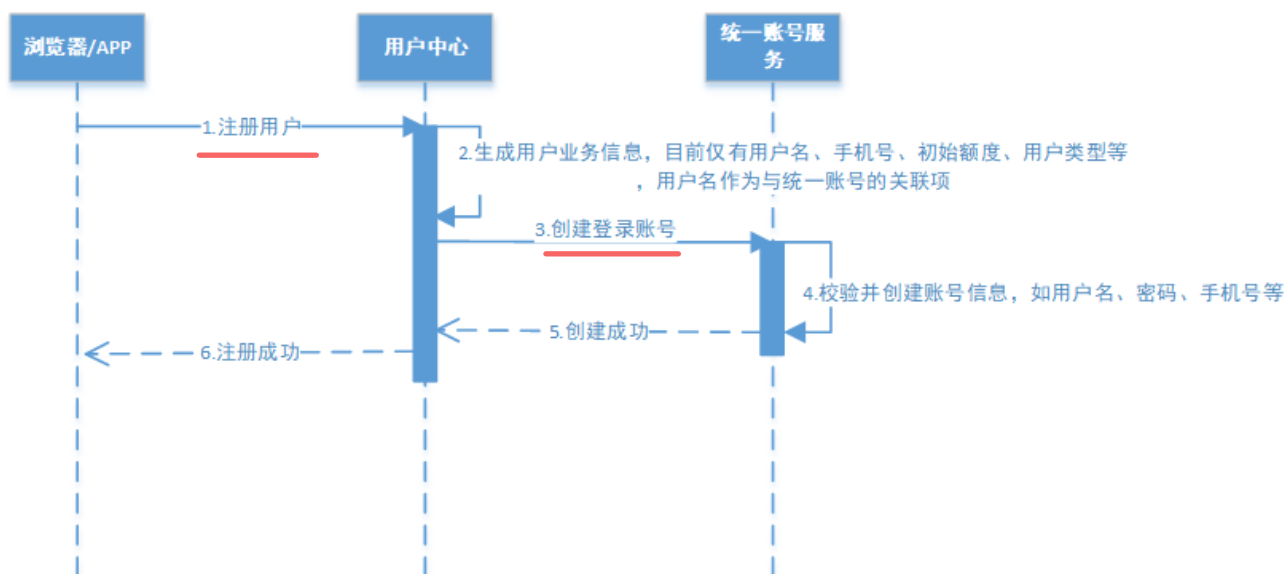 浏览器/APP
用户中心
统一账号服
务
1.注册用户
2.生成用户业务信息，目前仅有用户名、手机号、初始额度、用户类型等
，用户名作为与统一账号的关联项
3.创建登录账号
4.校验并创建账号信息，如用户名、密码、手机号等
5.创建成功
6.注册成功